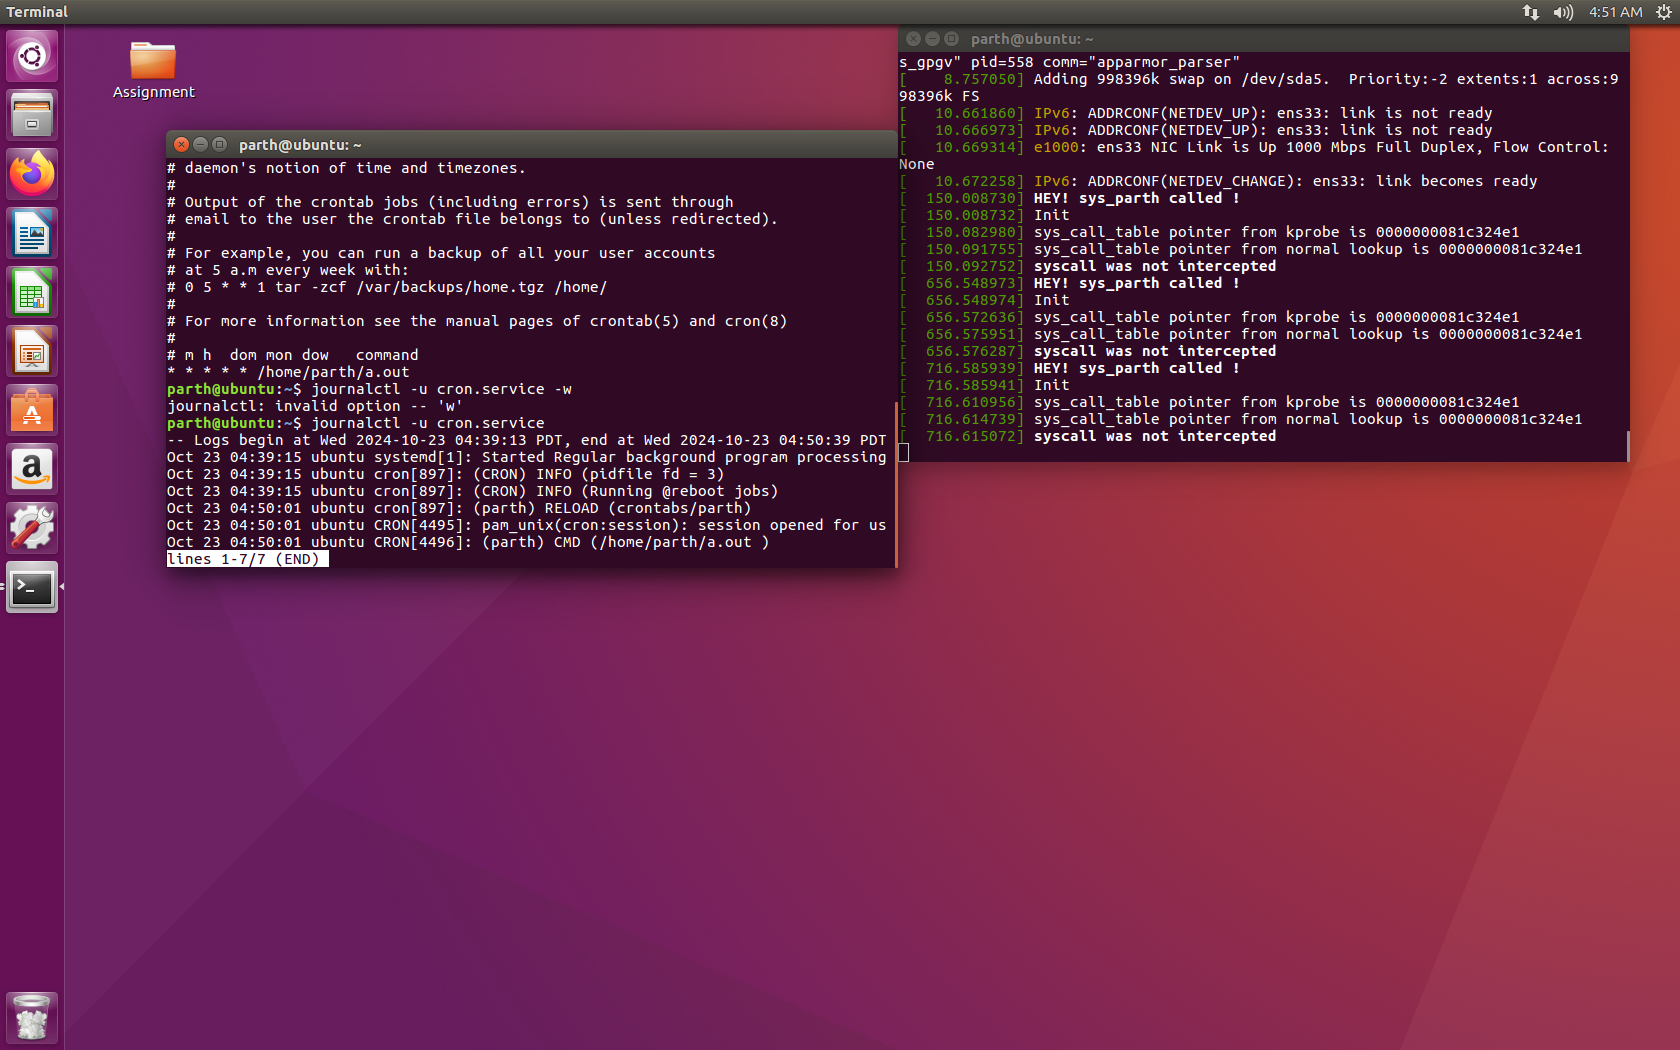 Terminal
4:51 AM
Assignment
parth@ubuntu: ~
# daemon's notion of time and timezones.
#
# Output of the crontab jobs (including errors) is sent through
# email to the user the crontab file belongs to (unless redirected).
#
# For example, you can run a backup of all your user accounts
# at 5 a.m every week with:
# 0 5 * * 1 tar -zcf /var/backups/home.tgz /home/
#
# For more information see the manual pages of crontab(5) and cron(8)
#
# m h  dom mon dow   command
* * * * * /home/parth/a.out
parth@ubuntu:~$ journalctl -u cron.service -w
journalctl: invalid option -- 'w'
parth@ubuntu:~$ journalctl -u cron.service
-- Logs begin at Wed 2024-10-23 04:39:13 PDT, end at Wed 2024-10-23 04:50:39 PDT
Oct 23 04:39:15 ubuntu systemd[1]: Started Regular background program processing
Oct 23 04:39:15 ubuntu cron[897]: (CRON) INFO (pidfile fd = 3)
Oct 23 04:39:15 ubuntu cron[897]: (CRON) INFO (Running @reboot jobs)
Oct 23 04:50:01 ubuntu cron[897]: (parth) RELOAD (crontabs/parth)
Oct 23 04:50:01 ubuntu CRON[4495]: pam_unix(cron:session): session opened for us
Oct 23 04:50:01 ubuntu CRON[4496]: (parth) CMD (/home/parth/a.out )
lines 1-7/7 (END)
parth@ubuntu: ~
s_gpgv" pid=558 comm="apparmor_parser"
[    8.757050] Adding 998396k swap on /dev/sda5.  Priority:-2 extents:1 across:9
98396k FS
[   10.661860] IPv6: ADDRCONF(NETDEV_UP): ens33: link is not ready
[   10.666973] IPv6: ADDRCONF(NETDEV_UP): ens33: link is not ready
[   10.669314] e1000: ens33 NIC Link is Up 1000 Mbps Full Duplex, Flow Control:
None
[   10.672258] IPv6: ADDRCONF(NETDEV_CHANGE): ens33: link becomes ready
[  150.008730] HEY! sys_parth called !
[  150.008732] Init
[  150.082980] sys_call_table pointer from kprobe is 0000000081c324e1
[  150.091755] sys_call_table pointer from normal lookup is 0000000081c324e1
[  150.092752] syscall was not intercepted
[  656.548973] HEY! sys_parth called !
[  656.548974] Init
[  656.572636] sys_call_table pointer from kprobe is 0000000081c324e1
[  656.575951] sys_call_table pointer from normal lookup is 0000000081c324e1
[  656.576287] syscall was not intercepted
[  716.585939] HEY! sys_parth called !
[  716.585941] Init
[  716.610956] sys_call_table pointer from kprobe is 0000000081c324e1
[  716.614739] sys_call_table pointer from normal lookup is 0000000081c324e1
[  716.615072] syscall was not intercepted